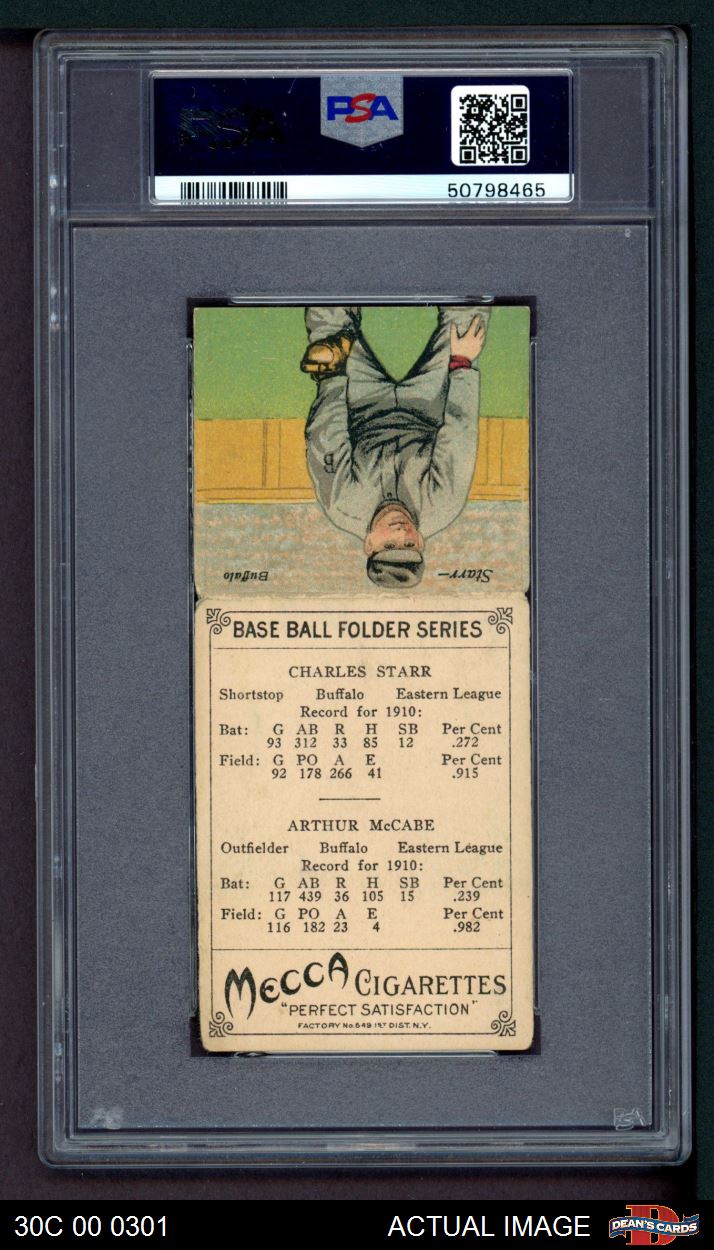 PSA
PSA
50798465
Starr—
Buffalo
B
BASE BALL FOLDER SERIES
CHARLES STARR
Shortstop Buffalo Eastern League
Record for 1910:
Bat: G AB R H SB Per Cent
93 312 33 85 12 .272
Field: G PO A E Per Cent
92 178 266 41 .915
ARTHUR McCABE
Outfielder Buffalo Eastern League
Record for 1910:
Bat: G AB R H SB Per Cent
117 439 36 105 15 .239
Field: G PO A E Per Cent
116 182 23 4 .982
MECCA CIGARETTES
"PERFECT SATISFACTION"
FACTORY No. 649 1ST DIST. N.Y.
PSA
30C 00 0301 ACTUAL IMAGE DEAN'S CARDS